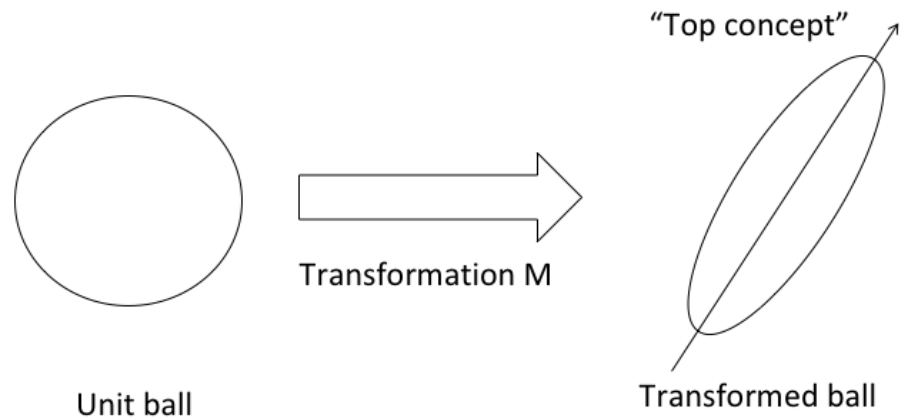 “Top concept”
Transformation M
Unit ball
Transformed ball